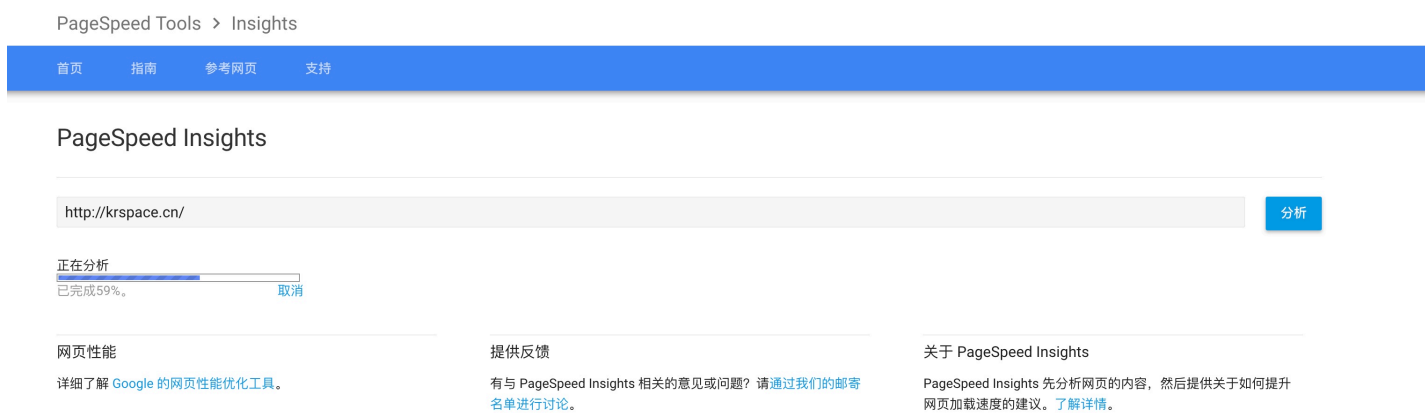 PageSpeed Tools > Insights
首页 指南 参考网页 支持
PageSpeed Insights
http://krspace.cn/
分析
正在分析
已完成59%。 取消
网页性能
详细了解 Google 的网页性能优化工具。
提供反馈
有与 PageSpeed Insights 相关的意见或问题？请通过我们的邮寄
名单进行讨论。
关于 PageSpeed Insights
PageSpeed Insights 先分析网页的内容，然后提供关于如何提升
网页加载速度的建议。了解详情。